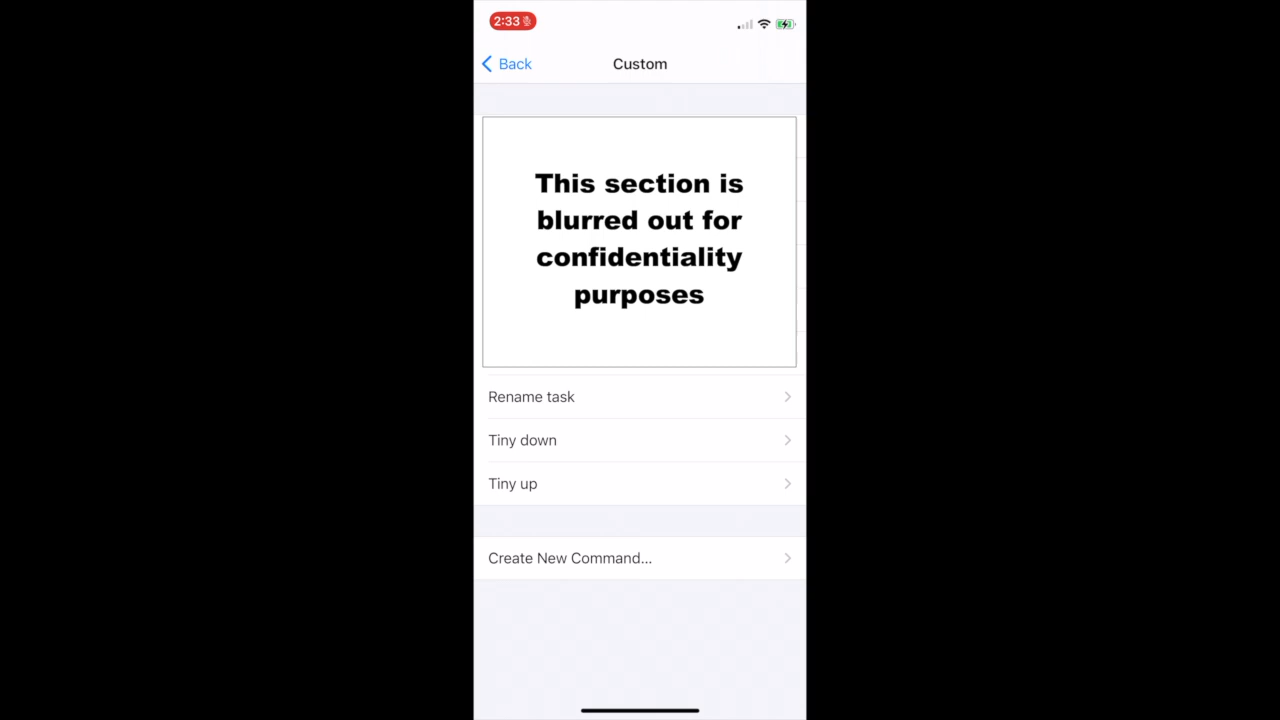 2:33
Back
Custom
This section is
blurred out for
confidentiality
purposes
Rename task
Tiny down
Tiny up
Create New Command...